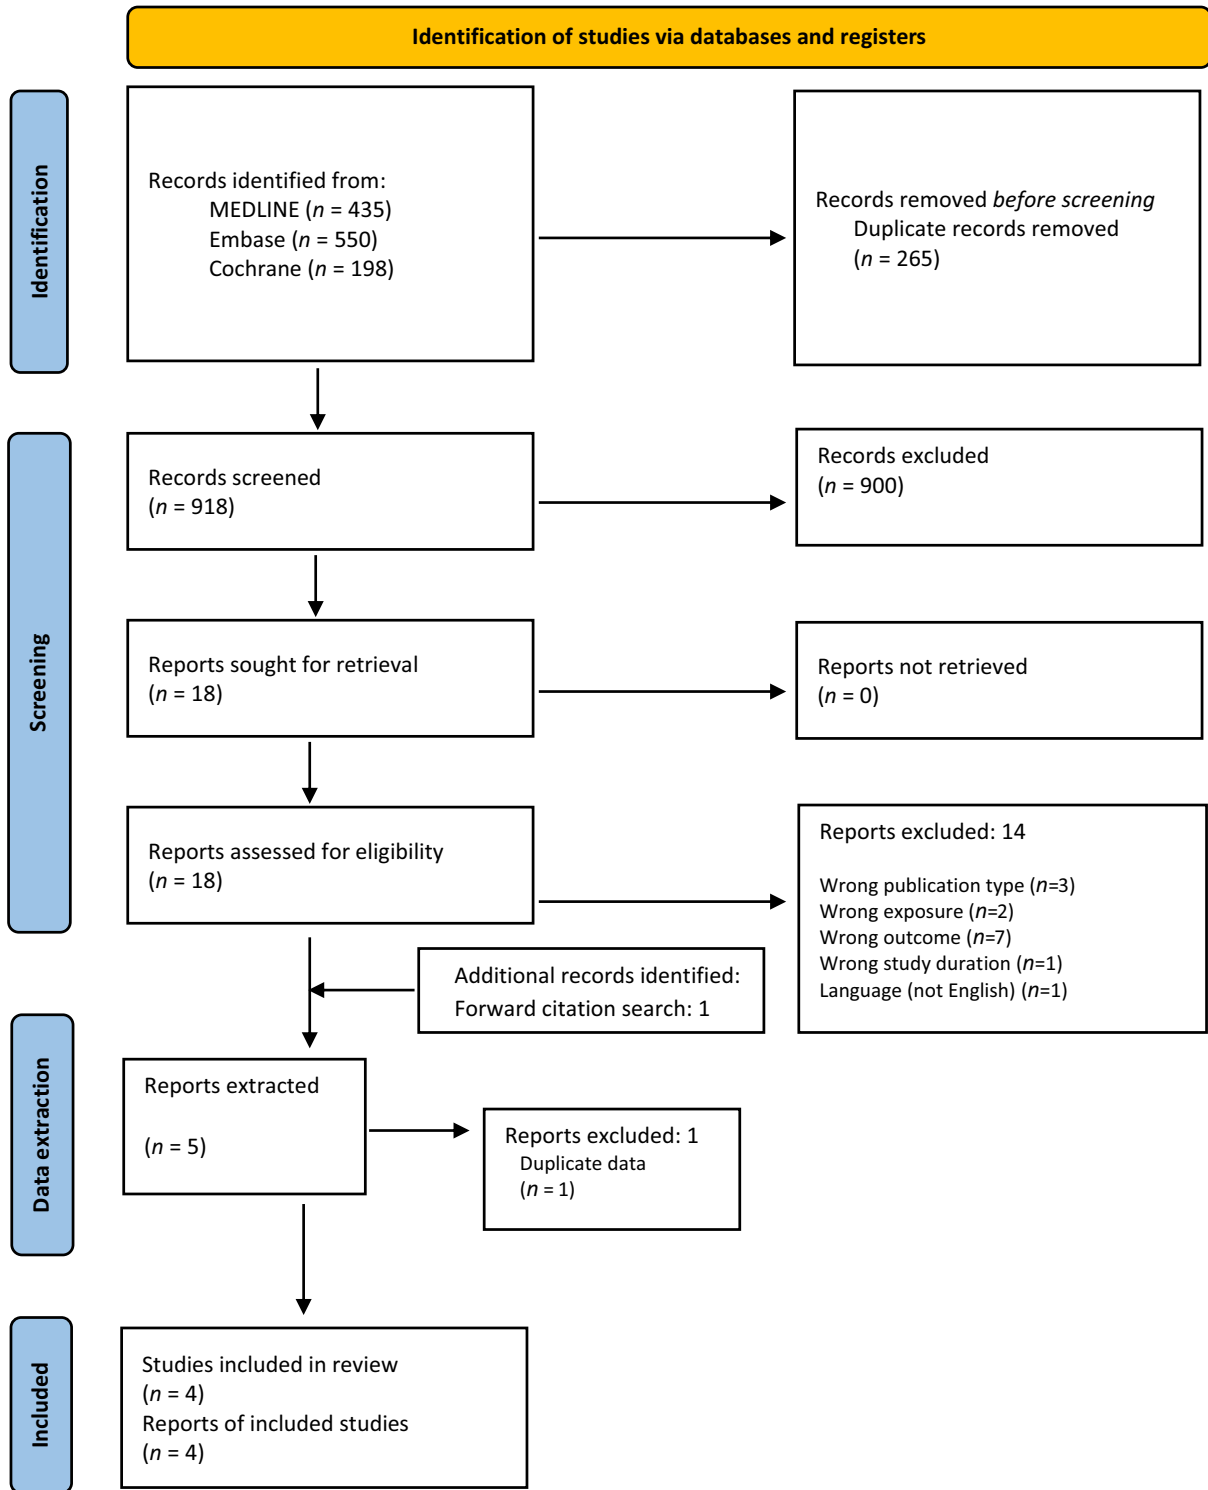 Identification of studies via databases and registers
Identification
Records identified from:
MEDLINE (n = 435)
Embase (n = 550)
Cochrane (n = 198)
Records removed before screening
Duplicate records removed
(n = 265)
Screening
Records screened
(n = 918)
Records excluded
(n = 900)
Reports sought for retrieval
(n = 18)
Reports not retrieved
(n = 0)
Reports assessed for eligibility
(n = 18)
Reports excluded: 14
Wrong publication type (n=3)
Wrong exposure (n=2)
Wrong outcome (n=7)
Wrong study duration (n=1)
Language (not English) (n=1)
Additional records identified:
Forward citation search: 1
Data extraction
Reports extracted
(n = 5)
Reports excluded: 1
Duplicate data
(n = 1)
Included
Studies included in review
(n = 4)
Reports of included studies
(n = 4)